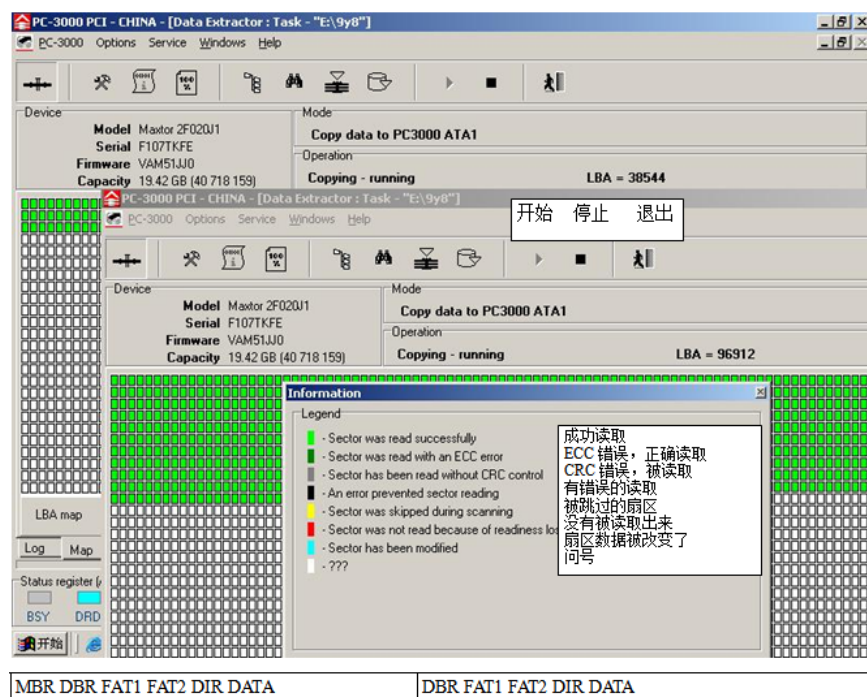 PC-3000 PCI - CHINA - [Data Extractor : Task - "E:\9y8"]
PC-3000 Options Service Windows Help
Device
Model Maxtor 2F020J1
Serial F107TKFE
Firmware VAM51JJ0
Capacity 19.42 GB (40 718 159)
Mode
Copy data to PC3000 ATA1
Operation
Copying - running LBA = 38544
PC-3000 PCI - CHINA - [Data Extractor : Task - "E:\9y8"]
PC-3000 Options Service Windows Help
开始 停止 退出
Device
Model Maxtor 2F020J1
Serial F107TKFE
Firmware VAM51JJ0
Capacity 19.42 GB (40 718 159)
Mode
Copy data to PC3000 ATA1
Operation
Copying - running LBA = 96912
Information
Legend
- Sector was read successfully
- Sector was read with an ECC error
- Sector has been read without CRC control
- An error prevented sector reading
- Sector was skipped during scanning
- Sector was not read because of readiness
- Sector has been modified
- ???
成功读取
ECC 错误，正确读取
CRC 错误，被读取
有错误的读取
被跳过的扇区
没有被读取出来
扇区数据被改变了
问号
LBA map
Log Map
Status register
BSY DRD
开始
MBR DBR FAT1 FAT2 DIR DATA DBR FAT1 FAT2 DIR DATA